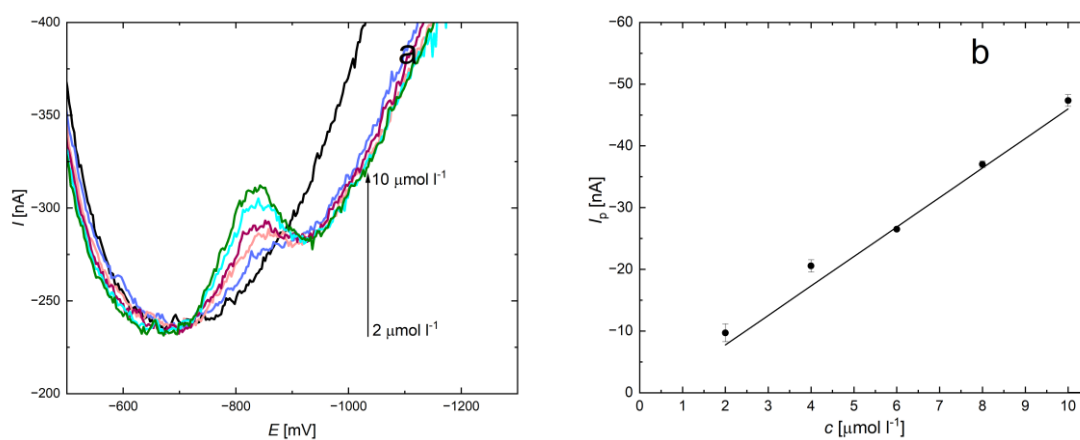 a
−400
−350
−300
−250
−200
−600
−800
−1000
−1200
I [nA]
E [mV]
10 μmol l⁻¹
2 μmol l⁻¹
b
−60
−50
−40
−30
−20
−10
0
0 1 2 3 4 5 6 7 8 9 10
Iₚ [nA]
c [μmol l⁻¹]